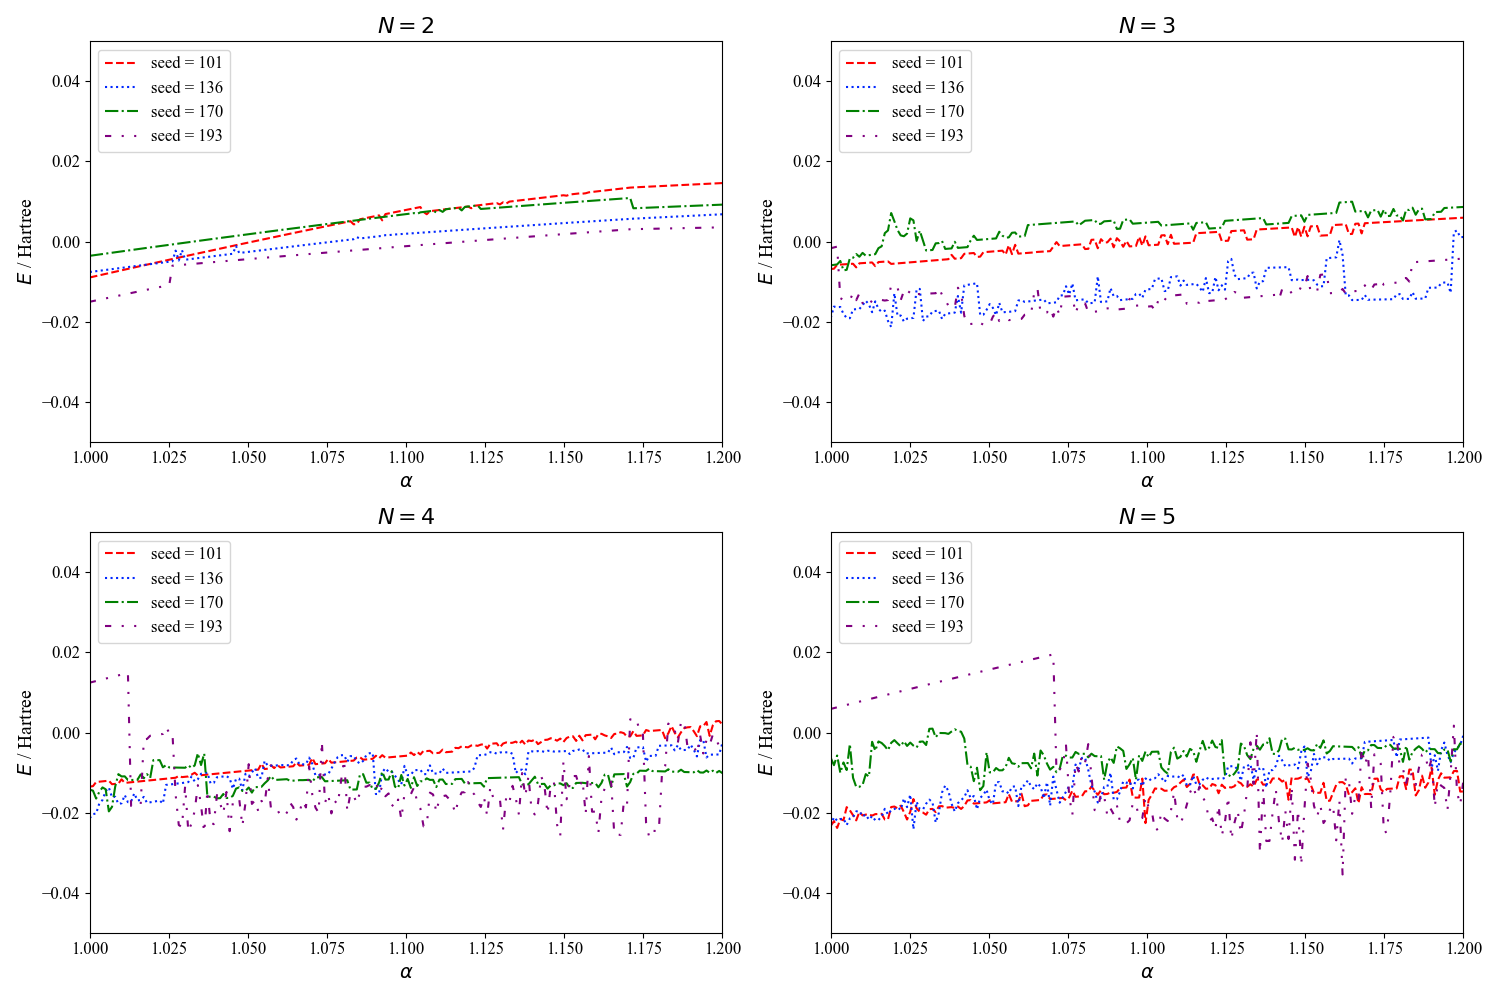 N = 2
seed = 101
seed = 136
seed = 170
seed = 193
0.04
0.02
0.00
−0.02
−0.04
E / Hartree
1.000 1.025 1.050 1.075 1.100 1.125 1.150 1.175 1.200
α
N = 3
seed = 101
seed = 136
seed = 170
seed = 193
0.04
0.02
0.00
−0.02
−0.04
E / Hartree
1.000 1.025 1.050 1.075 1.100 1.125 1.150 1.175 1.200
α
N = 4
seed = 101
seed = 136
seed = 170
seed = 193
0.04
0.02
0.00
−0.02
−0.04
E / Hartree
1.000 1.025 1.050 1.075 1.100 1.125 1.150 1.175 1.200
α
N = 5
seed = 101
seed = 136
seed = 170
seed = 193
0.04
0.02
0.00
−0.02
−0.04
E / Hartree
1.000 1.025 1.050 1.075 1.100 1.125 1.150 1.175 1.200
α